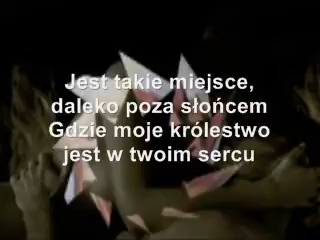 Jest takie miejsce,
daleko poza słońcem
Gdzie moje królestwo
jest w twoim sercu